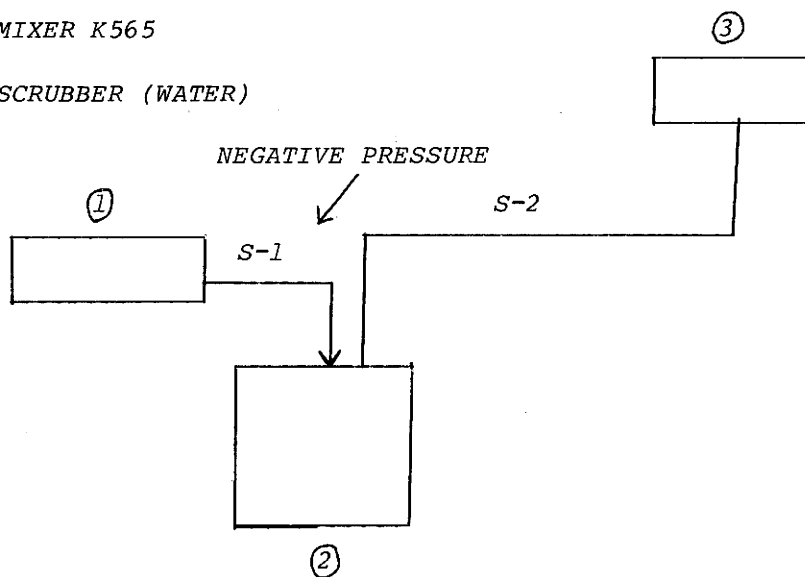 MIXER K565
③
SCRUBBER (WATER)
NEGATIVE PRESSURE
①
S-2
S-1
②